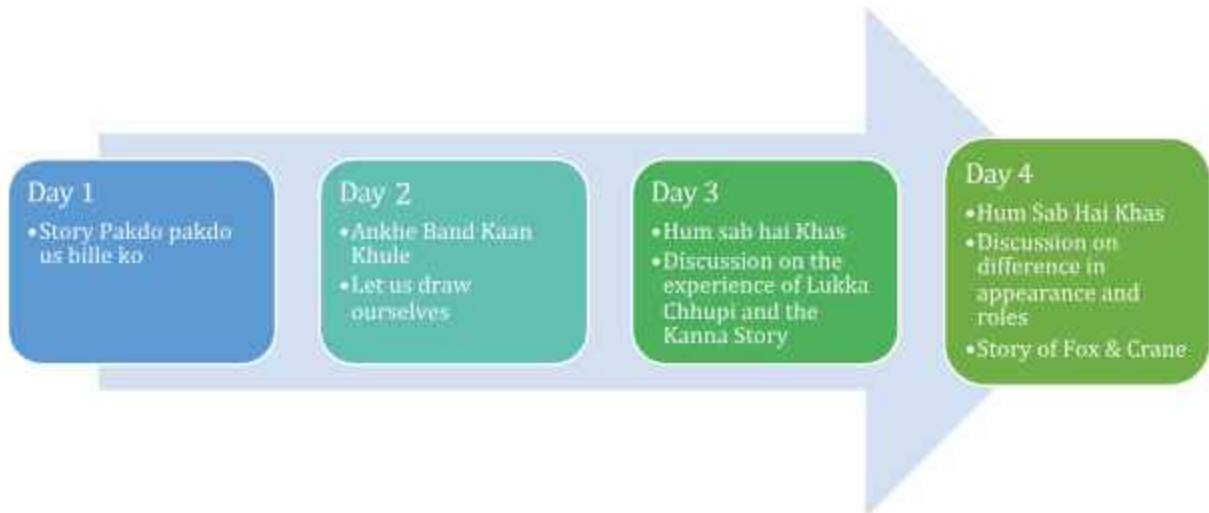 Day 1
•Story Pakdo pakdo
us bille ko
Day 2
•Ankhe Band Kaan
Khule
•Let us draw
ourselves
Day 3
•Hum sab hai Khas
•Discussion on the
experience of Lukka
Chhupi and the
Kanna Story
Day 4
•Hum Sab Hai Khas
•Discussion on
difference in
appearance and
roles
•Story of Fox & Crane